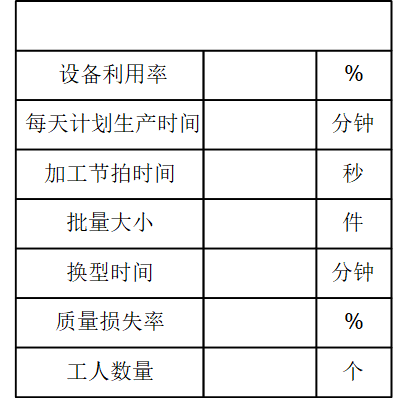 设备利用率 %
每天计划生产时间 分钟
加工节拍时间 秒
批量大小 件
换型时间 分钟
质量损失率 %
工人数量 个